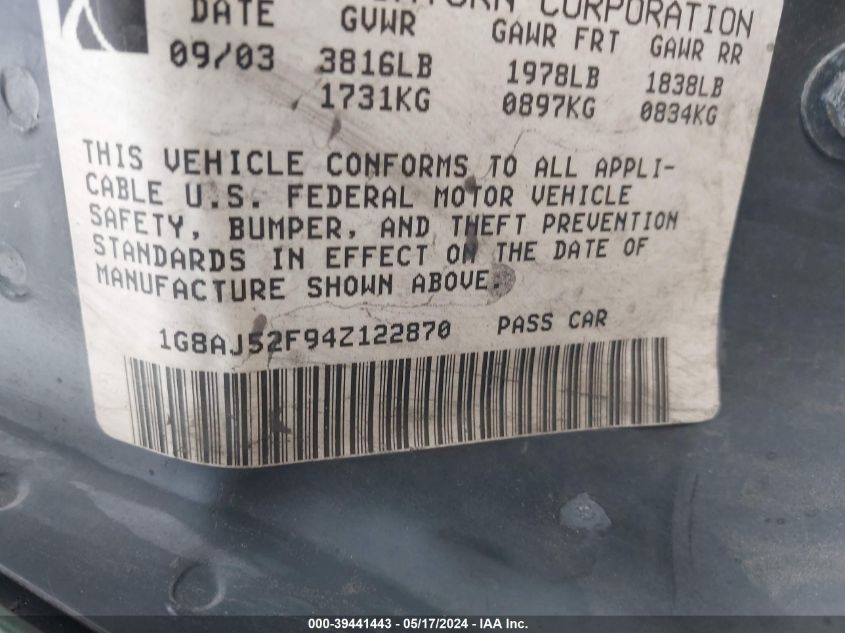 CORPORATION
DATE GVWR GAWR FRT GAWR RR
09/03 3816LB 1978LB 1838LB
1731KG 0897KG 0834KG
THIS VEHICLE CONFORMS TO ALL APPLI-
CABLE U.S. FEDERAL MOTOR VEHICLE
SAFETY, BUMPER, AND THEFT PREVENTION
STANDARDS IN EFFECT ON THE DATE OF
MANUFACTURE SHOWN ABOVE.
1G8AJ52F94Z122870 PASS CAR
000-39441443 — 05/17/2024 — IAA Inc.